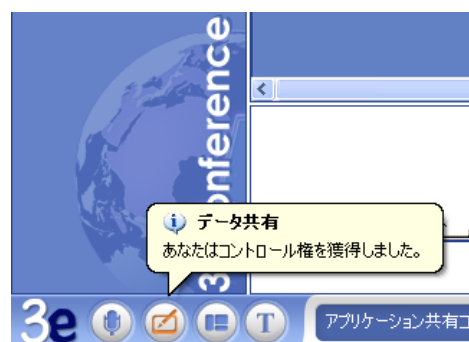 3e Conference
データ共有
あなたはコントロール権を獲得しました。
3e
T
アプリケーション共有コ